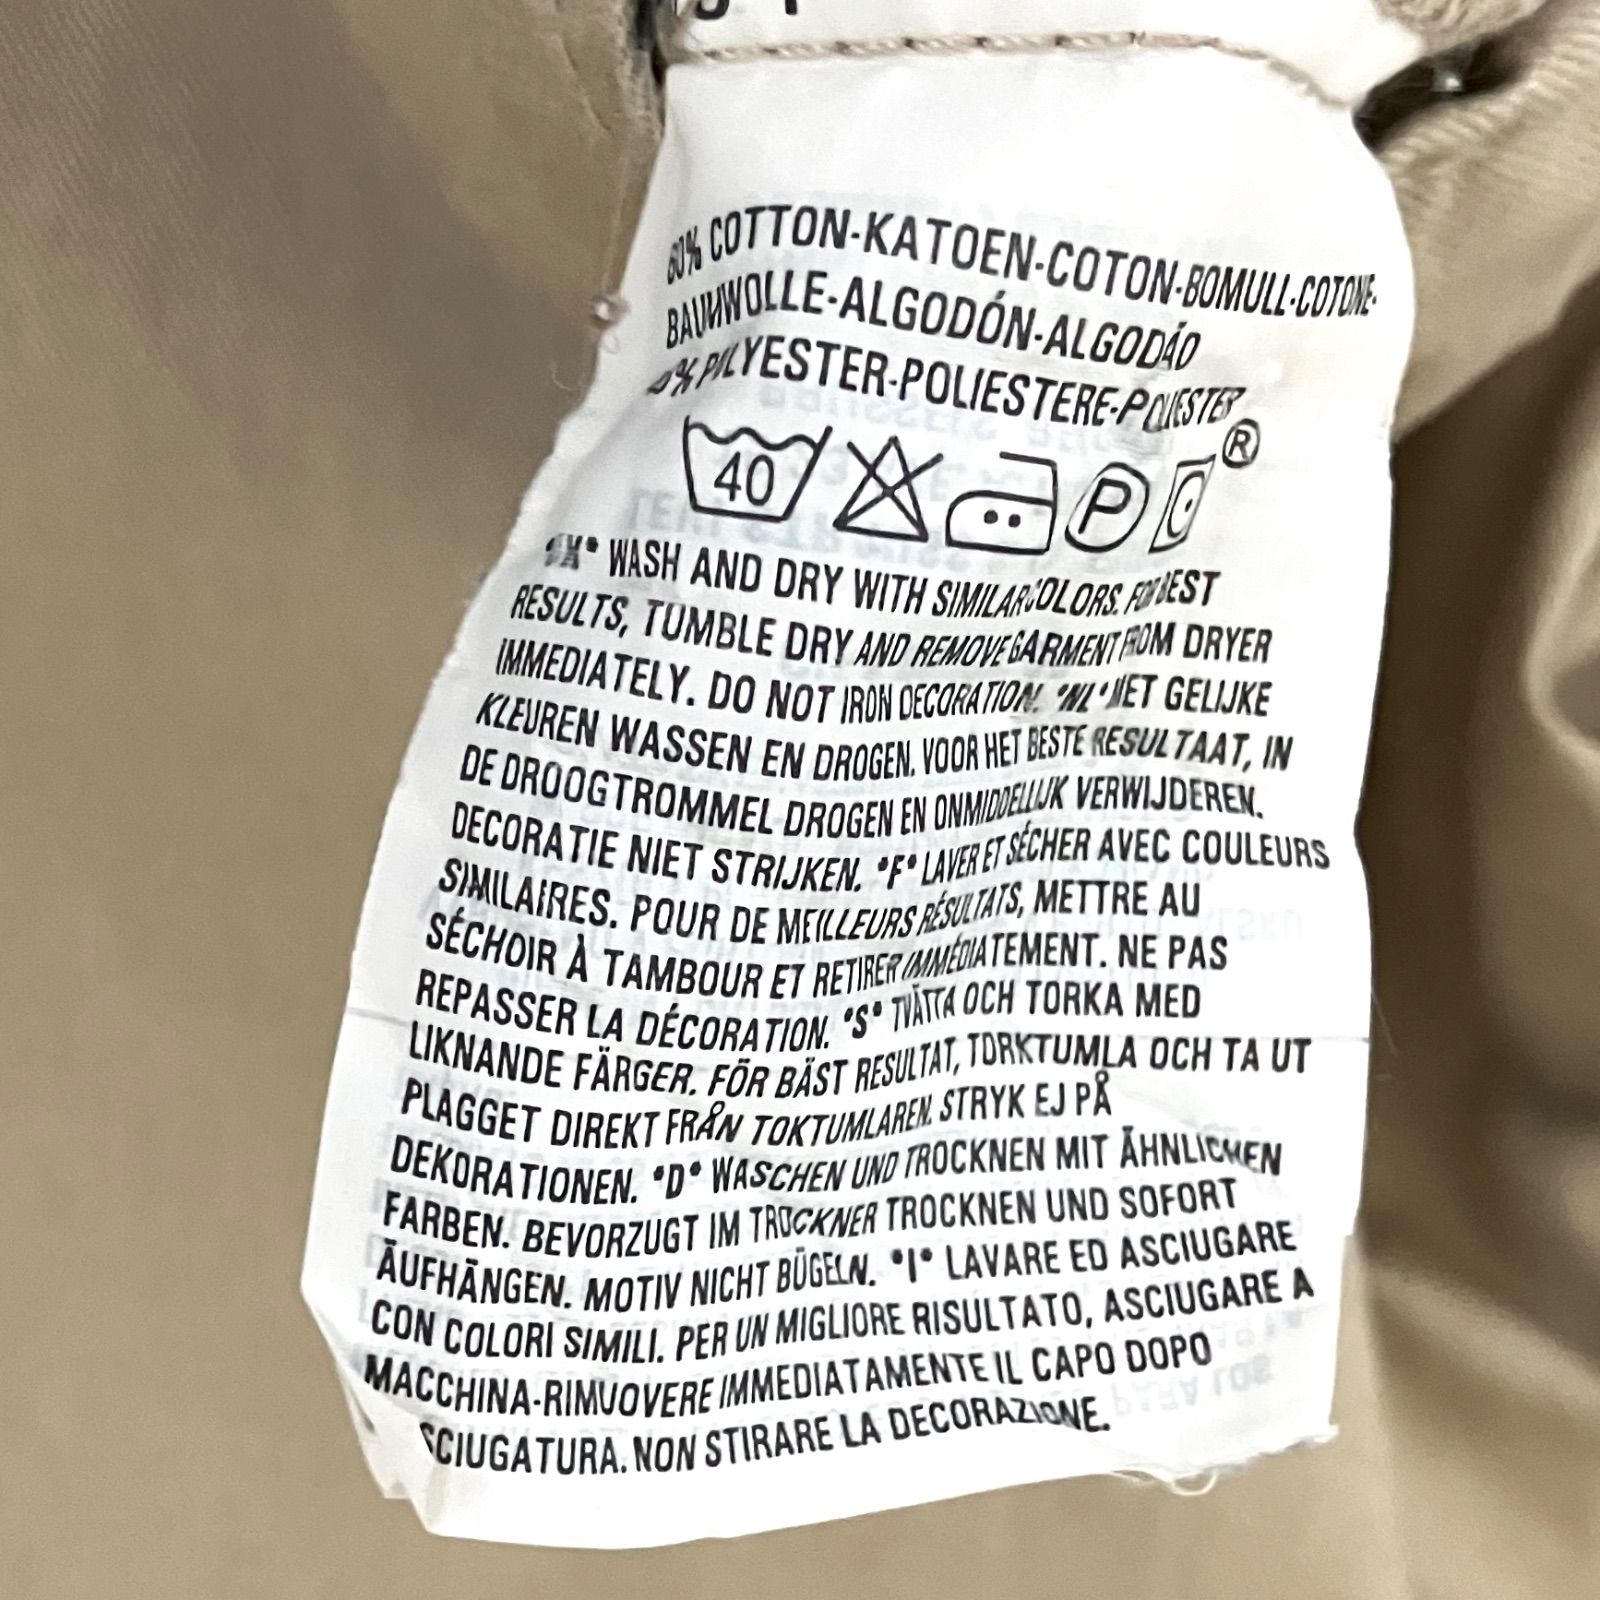 60% COTTON-KATOEN-COTON-BOMULL-COTONE-
BAUMWOLLE-ALGODÓN-ALGODÃO
POLYESTER-POLIESTERE-POLIESTER
40 P ®
WASH AND DRY WITH SIMILAR COLORS. FOR BEST
RESULTS, TUMBLE DRY AND REMOVE GARMENT FROM DRYER
IMMEDIATELY. DO NOT IRON DECORATION. *NL* MET GELIJKE
KLEUREN WASSEN EN DROGEN. VOOR HET BESTE RESULTAAT, IN
DE DROOGTROMMEL DROGEN EN ONMIDDELLIJK VERWIJDEREN.
DECORATIE NIET STRIJKEN. *F* LAVER ET SÉCHER AVEC COULEURS
SIMILAIRES. POUR DE MEILLEURS RÉSULTATS, METTRE AU
SÉCHOIR À TAMBOUR ET RETIRER IMMÉDIATEMENT. NE PAS
REPASSER LA DÉCORATION. *S* TVÄTTA OCH TORKA MED
LIKNANDE FÄRGER. FÖR BÄST RESULTAT, TORKTUMLA OCH TA UT
PLAGGET DIREKT FRÅN TOKTUMLAREN. STRYK EJ PÅ
DEKORATIONEN. *D* WASCHEN UND TROCKNEN MIT ÄHNLICHEN
FARBEN. BEVORZUGT IM TROCKNER TROCKNEN UND SOFORT
ÄUFHÄNGEN. MOTIV NICHT BÜGELN. *I* LAVARE ED ASCIUGARE
CON COLORI SIMILI. PER UN MIGLIORE RISULTATO, ASCIUGARE A
MACCHINA-RIMUOVERE IMMEDIATAMENTE IL CAPO DOPO
SCIUGATURA. NON STIRARE LA DECORAZIONE.